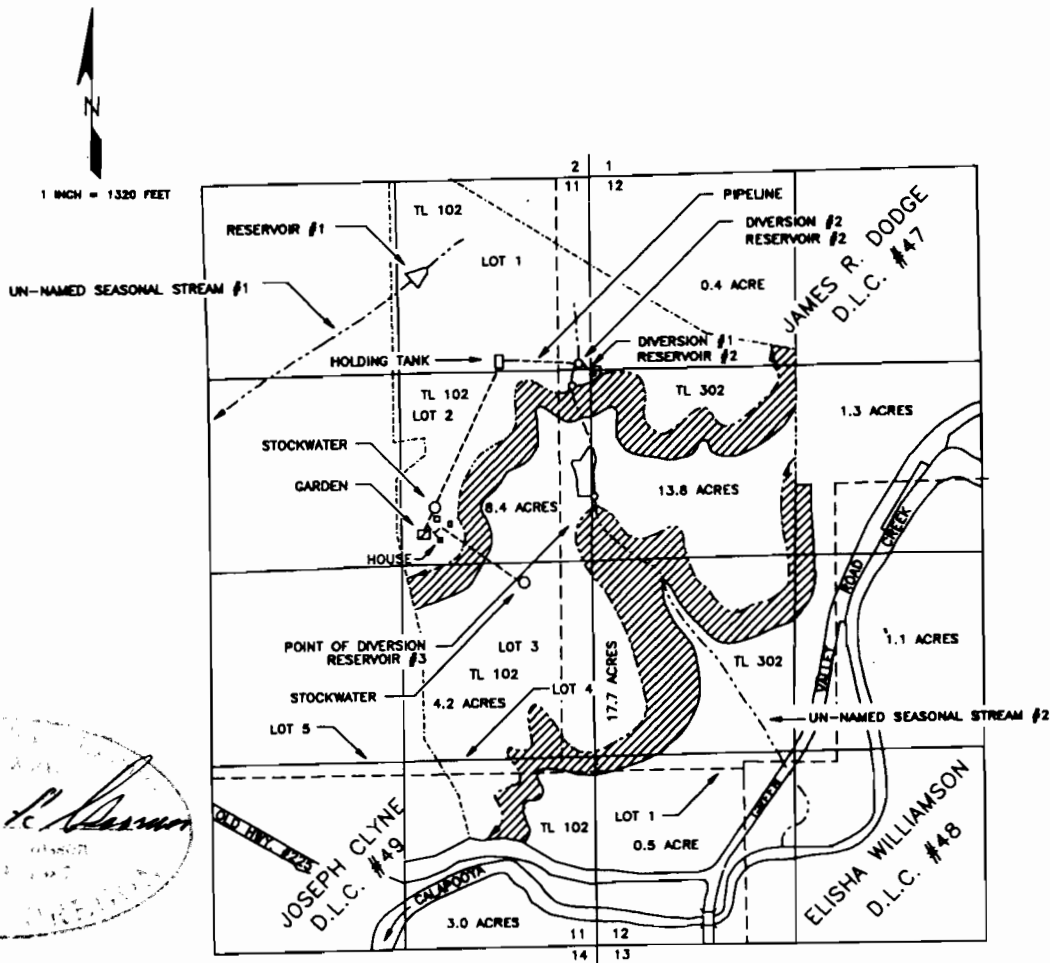 N
1 INCH = 1320 FEET
2 1
11 12
TL 102
PIPELINE
RESERVOIR #1
DIVERSION #2
RESERVOIR #2
LOT 1
UN-NAMED SEASONAL STREAM #1
0.4 ACRE
JAMES R. DODGE
D.L.C. #47
HOLDING TANK
DIVERSION #1
RESERVOIR #2
TL 102
LOT 2
TL 302
1.3 ACRES
STOCKWATER
GARDEN
8.4 ACRES
13.8 ACRES
HOUSE
CREEK
ROAD
VALLEY
GREEN
POINT OF DIVERSION
RESERVOIR #3
LOT 3
TL 102
4.2 ACRES
17.7 ACRES
TL 302
1.1 ACRES
STOCKWATER
LOT 4
LOT 5
UN-NAMED SEASONAL STREAM #2
OLD HWY. #225
JOSEPH CLYNE
D.L.C. #49
TL 102
LOT 1
0.5 ACRE
ELISHA WILLIAMSON
D.L.C. #48
CALAPOOYA
3.0 ACRES
11 12
14 13